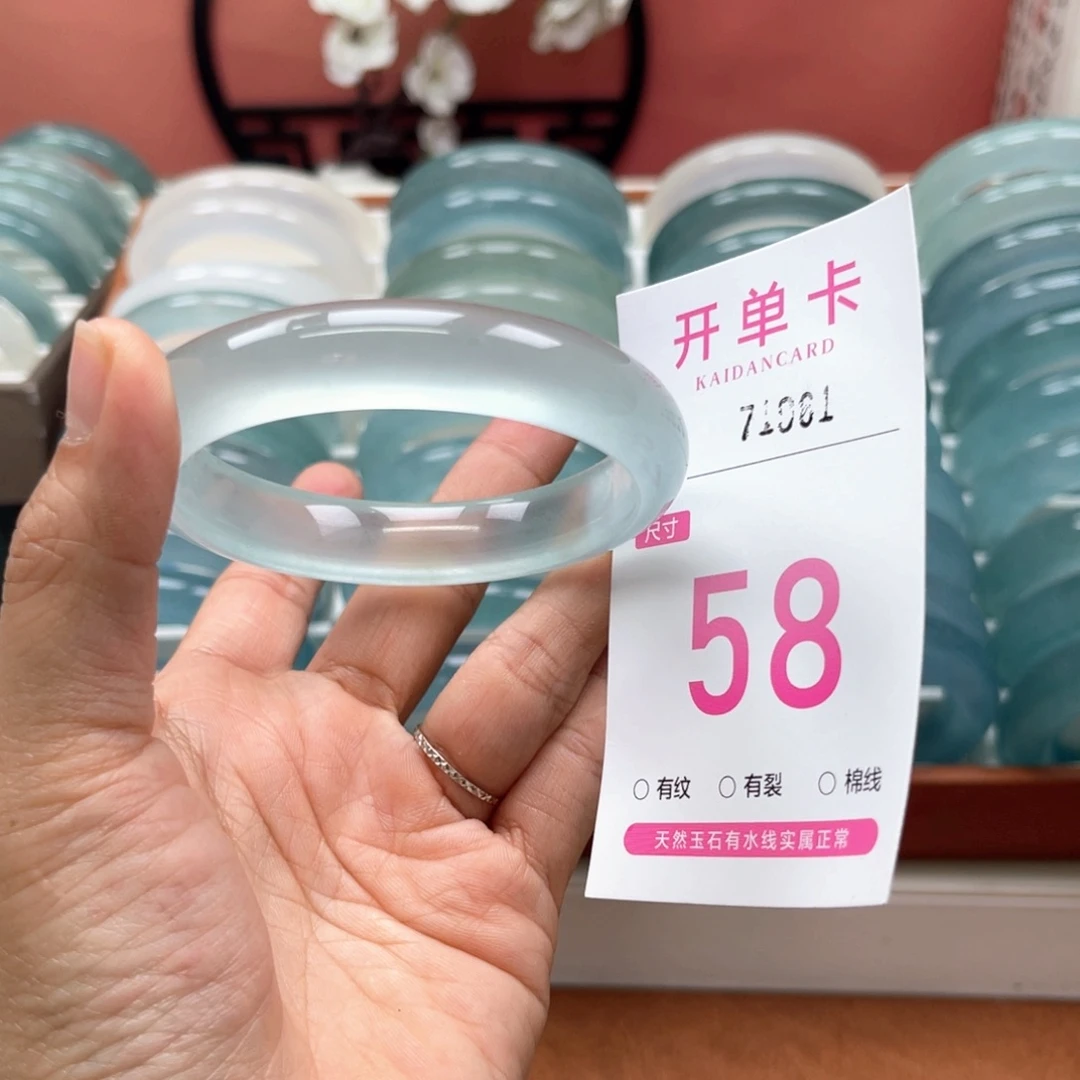 开单卡
KAIDANCARD
71061
尺寸
58
○有纹 ○有裂 ○棉线
天然玉石有水线实属正常